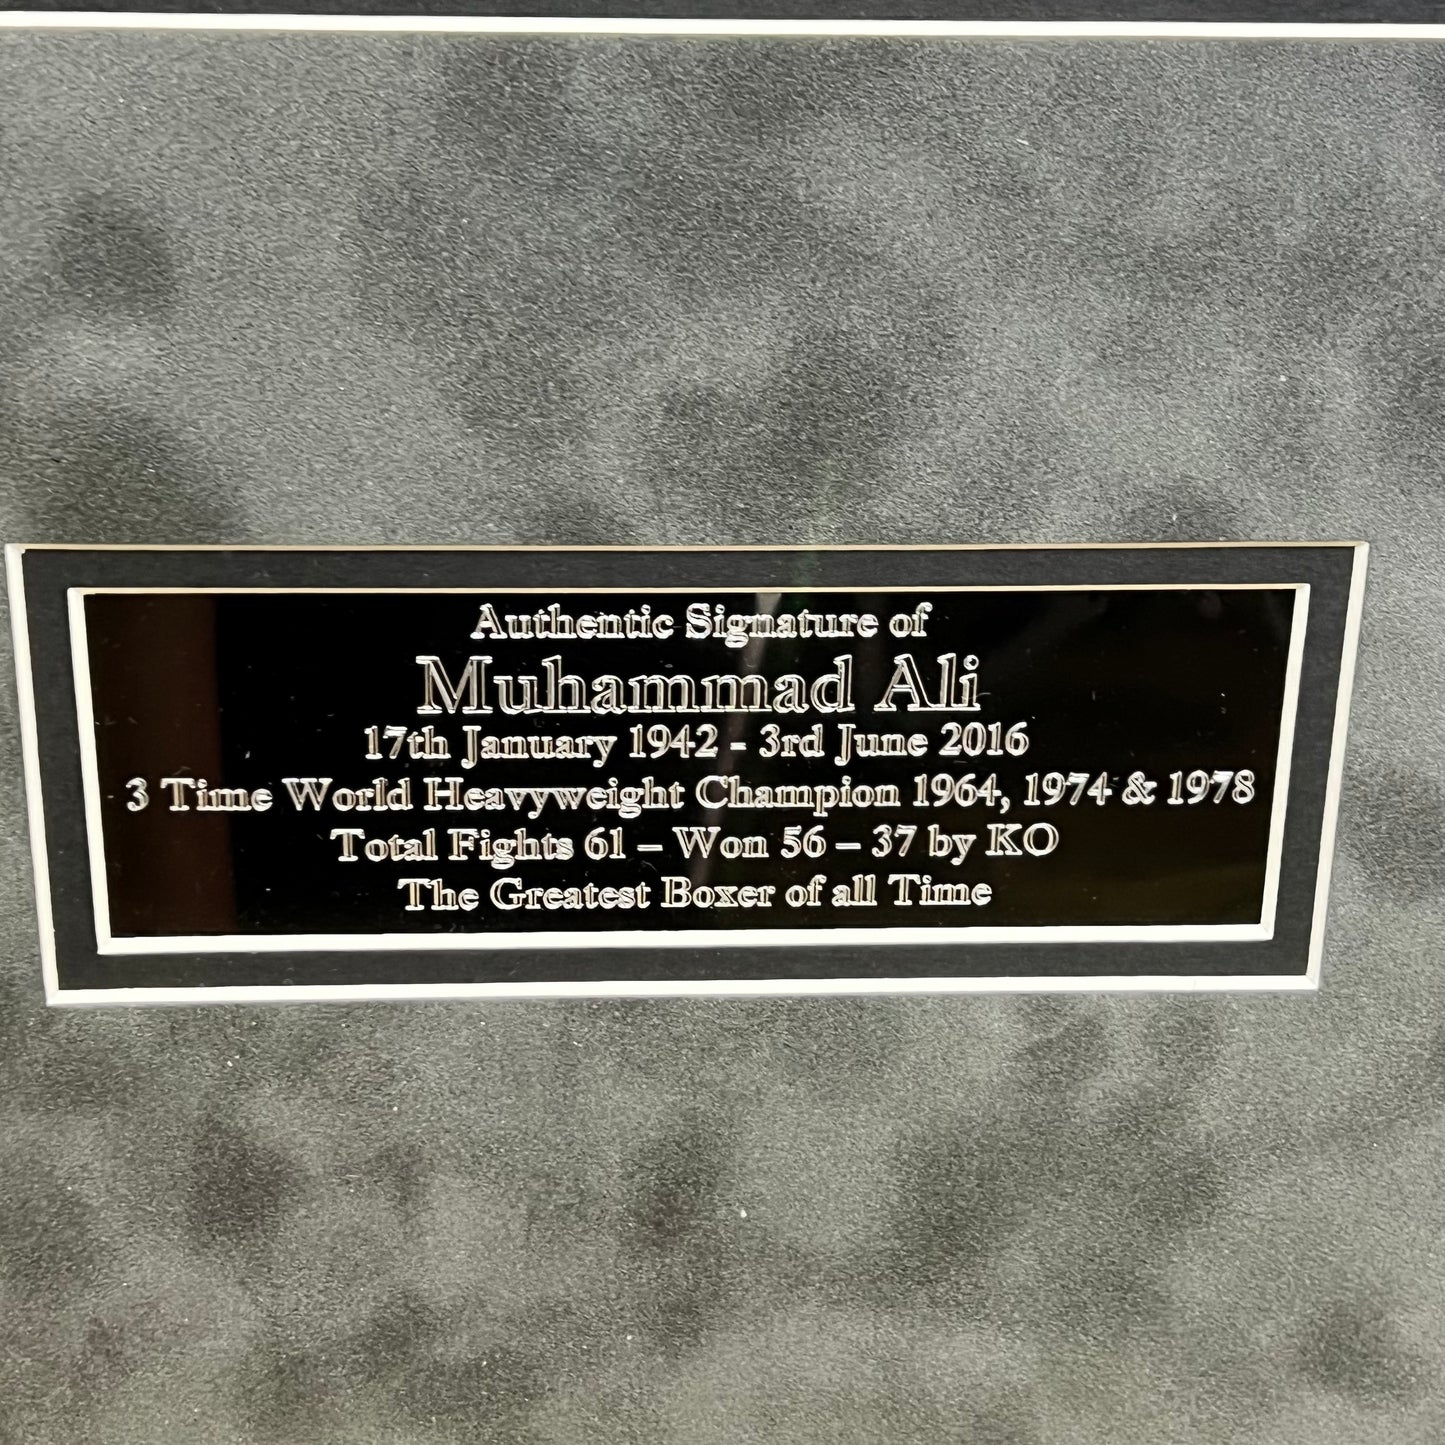 Authentic Signature of
Muhammad Ali
17th January 1942 - 3rd June 2016
3 Time World Heavyweight Champion 1964, 1974 & 1978
Total Fights 61 – Won 56 – 37 by KO
The Greatest Boxer of all Time